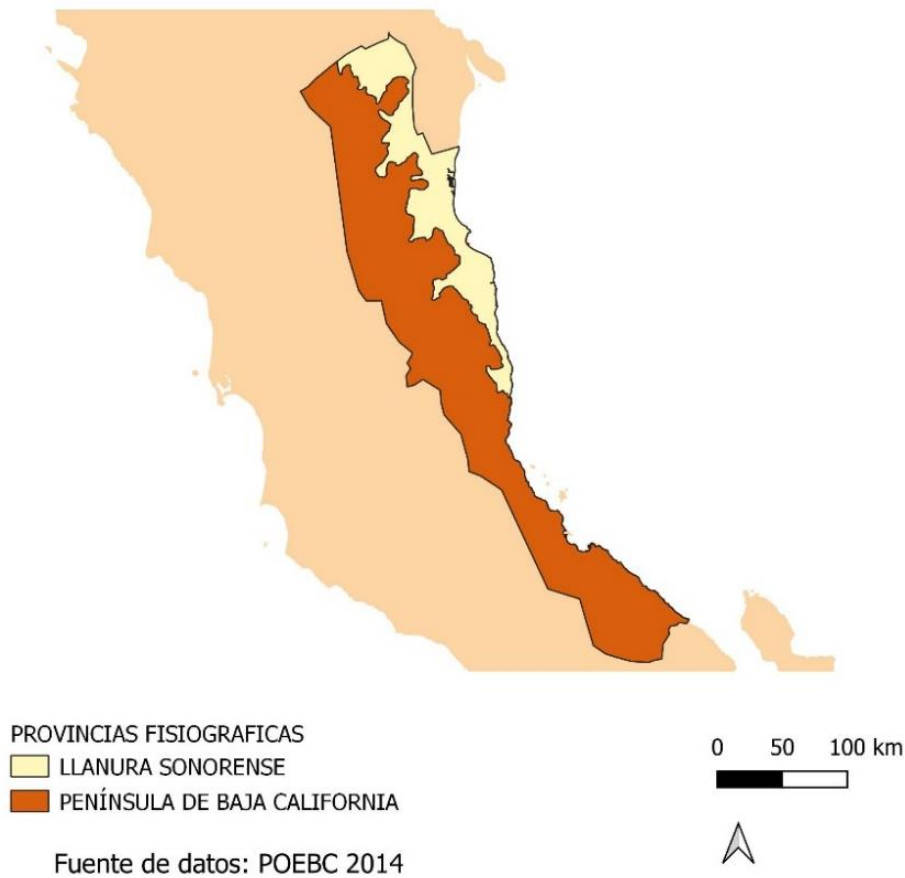 PROVINCIAS FISIOGRAFICAS
LLANURA SONORENSE
PENÍNSULA DE BAJA CALIFORNIA
0 50 100 km
Fuente de datos: POEBC 2014